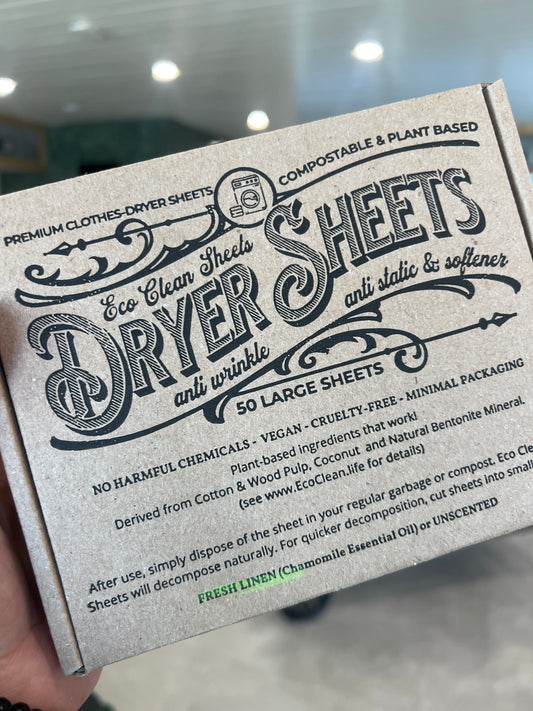 PREMIUM CLOTHES-DRYER SHEETS
COMPOSTABLE & PLANT BASED
Eco Clean Sheets
DRYER SHEETS
anti wrinkle
anti static & softener
50 LARGE SHEETS
NO HARMFUL CHEMICALS - VEGAN - CRUELTY-FREE - MINIMAL PACKAGING
Plant-based ingredients that work!
Derived from Cotton & Wood Pulp, Coconut and Natural Bentonite Mineral.
(see www.EcoClean.life for details)
After use, simply dispose of the sheet in your regular garbage or compost. Eco Cle
Sheets will decompose naturally. For quicker decomposition, cut sheets into small
FRESH LINEN (Chamomile Essential Oil) or UNSCENTED